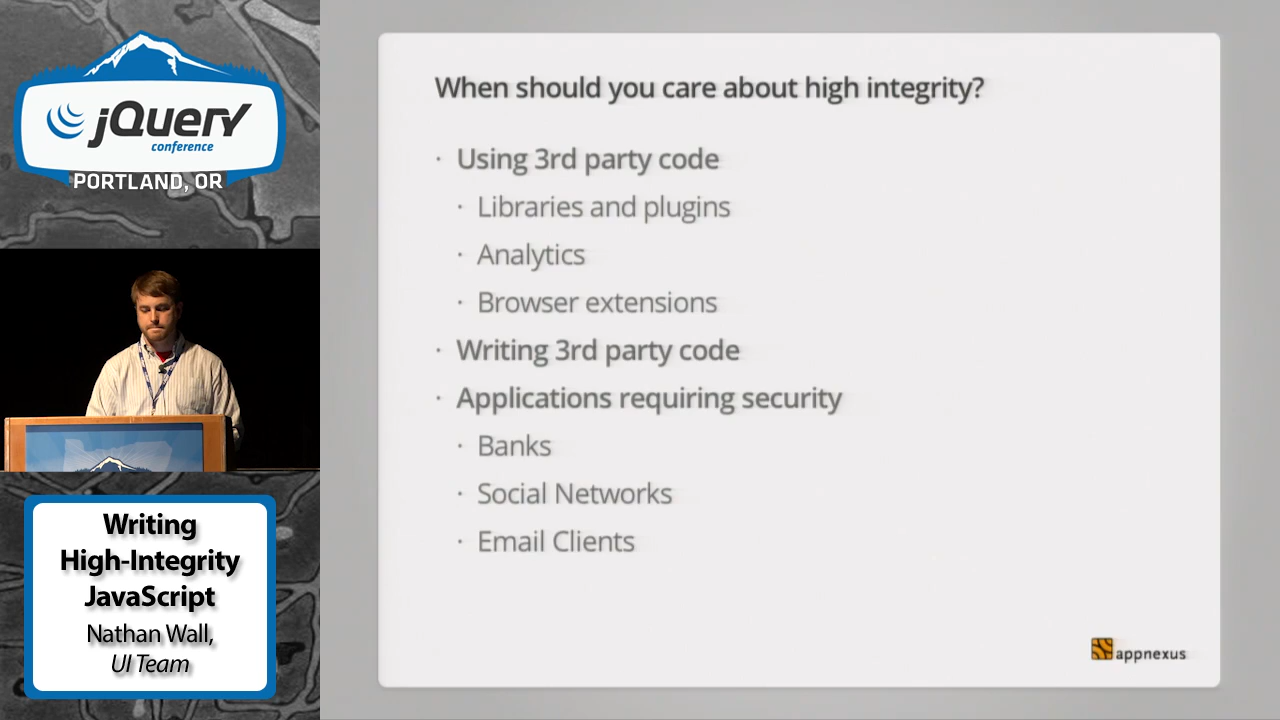 jQuery
conference
PORTLAND, OR
Writing
High-Integrity
JavaScript
Nathan Wall,
UI Team
When should you care about high integrity?
· Using 3rd party code
· Libraries and plugins
· Analytics
· Browser extensions
· Writing 3rd party code
· Applications requiring security
· Banks
· Social Networks
· Email Clients
appnexus